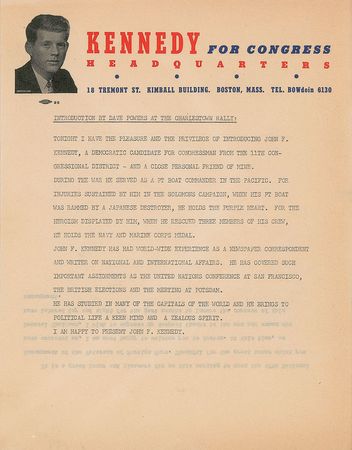 KENNEDY FOR CONGRESS
HEADQUARTERS
18 TREMONT ST. KIMBALL BUILDING. BOSTON, MASS. TEL. BOWdoin 6130
INTRODUCTION BY DAVE POWERS AT THE CHARLESTOWN RALLY:
TONIGHT I HAVE THE PLEASURE AND THE PRIVILEGE OF INTRODUCING JOHN F.
KENNEDY, A DEMOCRATIC CANDIDATE FOR CONGRESSMAN FROM THE 11TH CON-
GRESSIONAL DISTRICT - AND A CLOSE PERSONAL FRIEND OF MINE.
DURING THE WAR HE SERVED AS A PT BOAT COMMANDER IN THE PACIFIC. FOR
INJURIES SUSTAINED BY HIM IN THE SOLOMONS CAMPAIGN, WHEN HIS PT BOAT
WAS RAMMED BY A JAPANESE DESTROYER, HE HOLDS THE PURPLE HEART. FOR THE
HEROISM DISPLAYED BY HIM, WHEN HE RESCUED THREE MEMBERS OF HIS CREW,
HE HOLDS THE NAVY AND MARINE CORPS MEDAL.
JOHN F. KENNEDY HAS HAD WORLD-WIDE EXPERIENCE AS A NEWSPAPER CORRESPONDENT
AND WRITER ON NATIONAL AND INTERNATIONAL AFFAIRS. HE HAS COVERED SUCH
IMPORTANT ASSIGNMENTS AS THE UNITED NATIONS CONFERENCE AT SAN FRANCISCO,
THE BRITISH ELECTIONS AND THE MEETING AT POTSDAM.
HE HAS STUDIED IN MANY OF THE CAPITALS OF THE WORLD AND HE BRINGS TO
POLITICAL LIFE A KEEN MIND AND A ZEALOUS SPIRIT.
I AM HAPPY TO PRESENT JOHN F. KENNEDY.